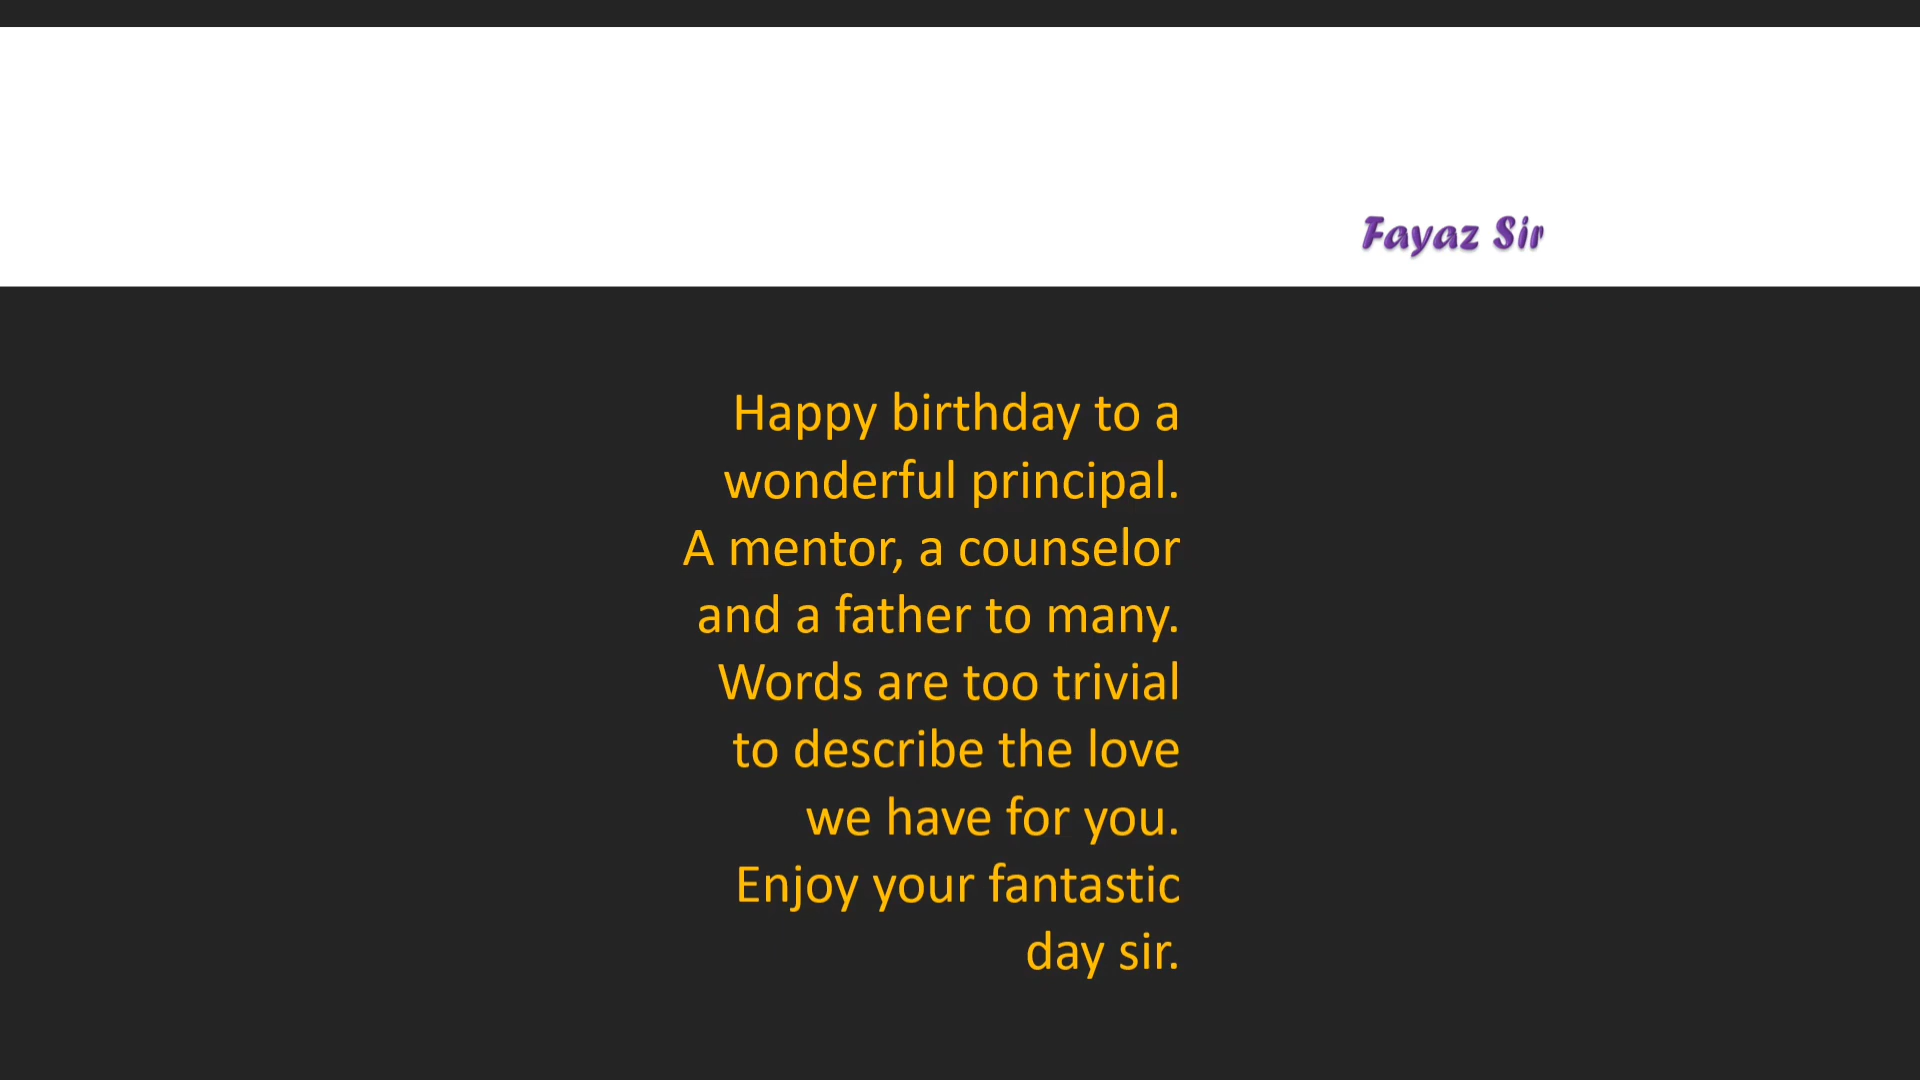 Fayaz Sir
Happy birthday to a
wonderful principal.
A mentor, a counselor
and a father to many.
Words are too trivial
to describe the love
we have for you.
Enjoy your fantastic
day sir.